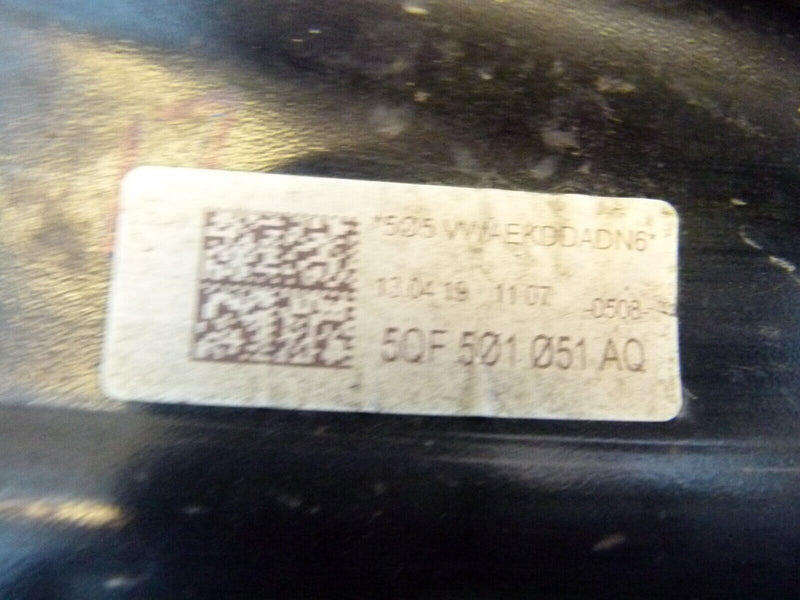 *5Ø5 VWAEKDDADN6*
13.04.19 11:07 -0508-
5QF 5Ø1 Ø51 AQ